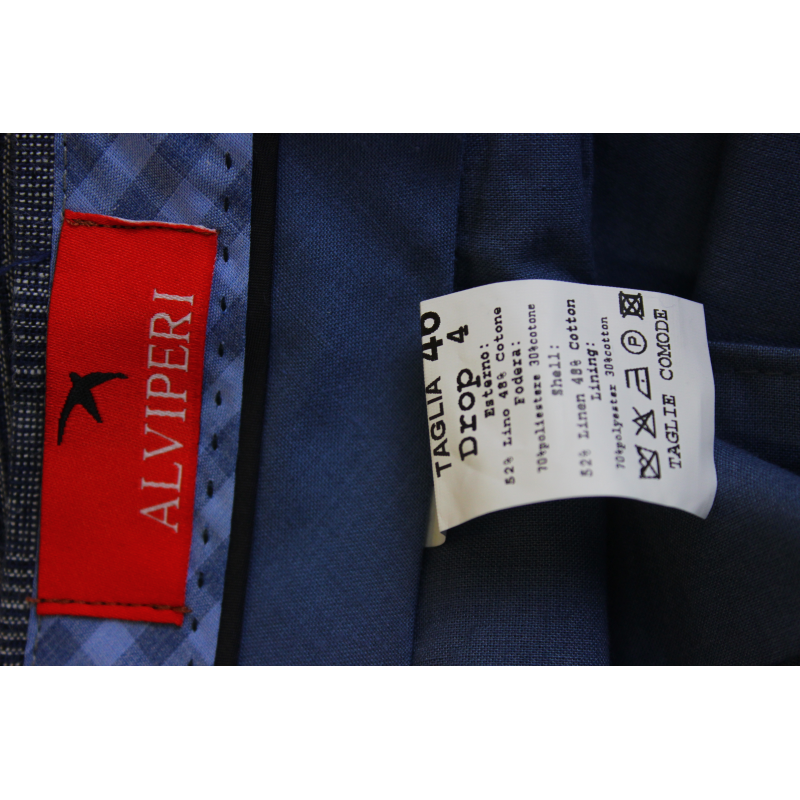 ALVIPERI
TAGLIA 46
Drop 4
Esterno:
52% Lino 48% Cotone
Fodera:
70%poliestere 30%cotone
Shell:
52% Linen 48% Cotton
Lining:
70%polyester 30%cotton
P
TAGLIE COMODE